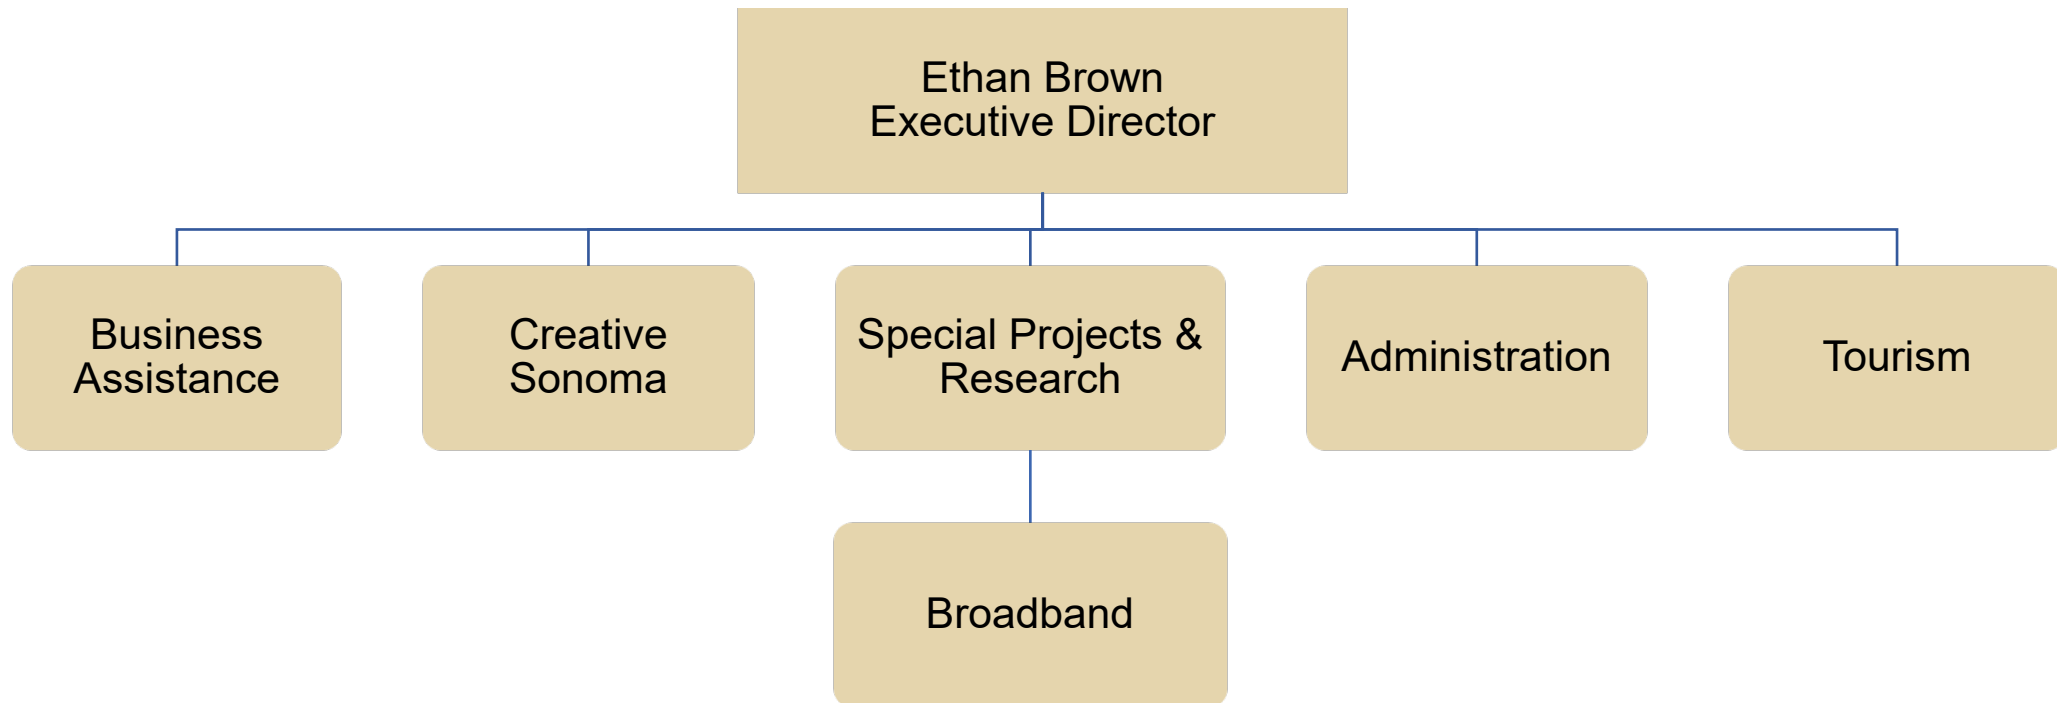 Ethan Brown
Executive Director
Business
Assistance
Creative
Sonoma
Special Projects &
Research
Administration
Tourism
Broadband